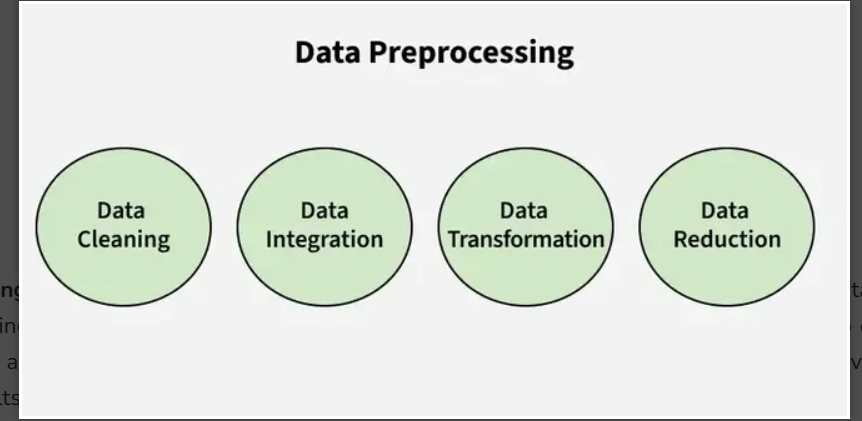 Data Preprocessing
Data
Cleaning
Data
Integration
Data
Transformation
Data
Reduction